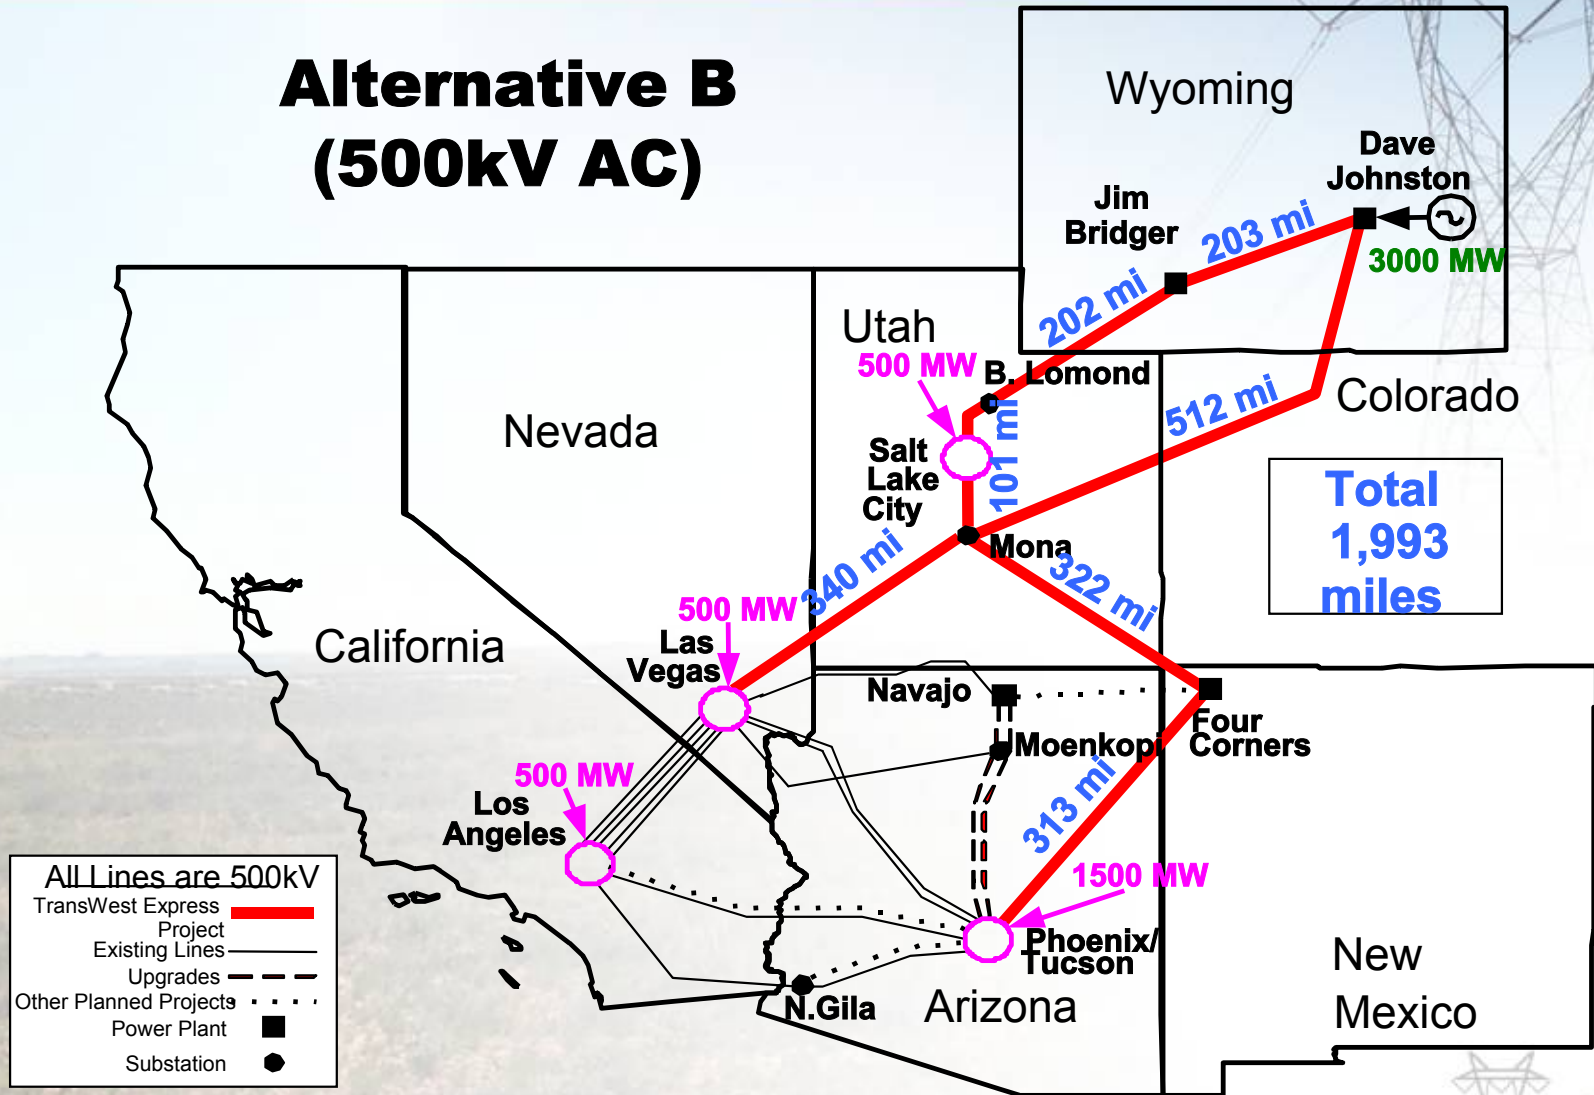 Alternative B
(500kV AC)
Wyoming
Dave
Johnston
Jim
Bridger
203 mi
3000 MW
202 mi
Utah
500 MW
B. Lomond
Colorado
512 mi
Nevada
Salt
Lake
City
101 mi
Total
1,993
miles
Mona
340 mi
322 mi
500 MW
California
Las
Vegas
Navajo
Four
Corners
Moenkopi
500 MW
Los
Angeles
313 mi
1500 MW
All Lines are 500kV
TransWest Express
Project
Existing Lines
Upgrades
Other Planned Projects
Power Plant
Substation
Phoenix/
Tucson
N.Gila
Arizona
New
Mexico